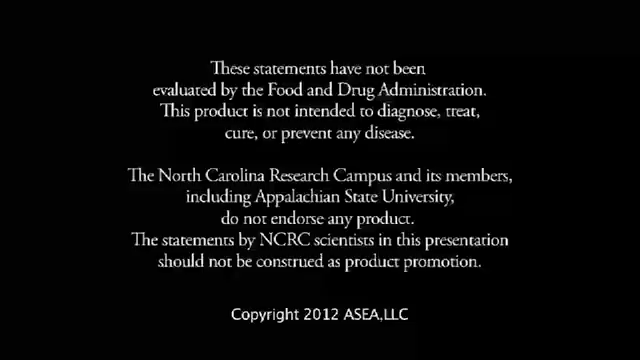 These statements have not been
evaluated by the Food and Drug Administration.
This product is not intended to diagnose, treat,
cure, or prevent any disease.
The North Carolina Research Campus and its members,
including Appalachian State University,
do not endorse any product.
The statements by NCRC scientists in this presentation
should not be construed as product promotion.
Copyright 2012 ASEA,LLC